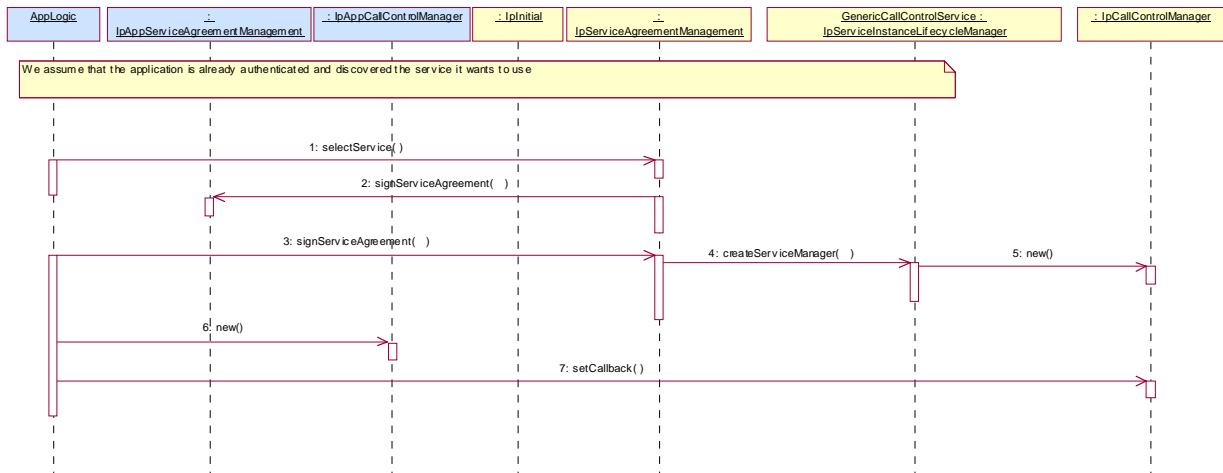 AppLogic
:
IpAppServiceAgreementManagement
: IpAppCallControlManager
: IpInitial
:
IpServiceAgreementManagement
GenericCallControlService :
IpServiceInstanceLifecycleManager
: IpCallControlManager
We assume that the application is already authenticated and discovered the service it wants to use
1: selectService( )
2: signServiceAgreement( )
3: signServiceAgreement( )
4: createServiceManager( )
5: new()
6: new()
7: setCallback( )